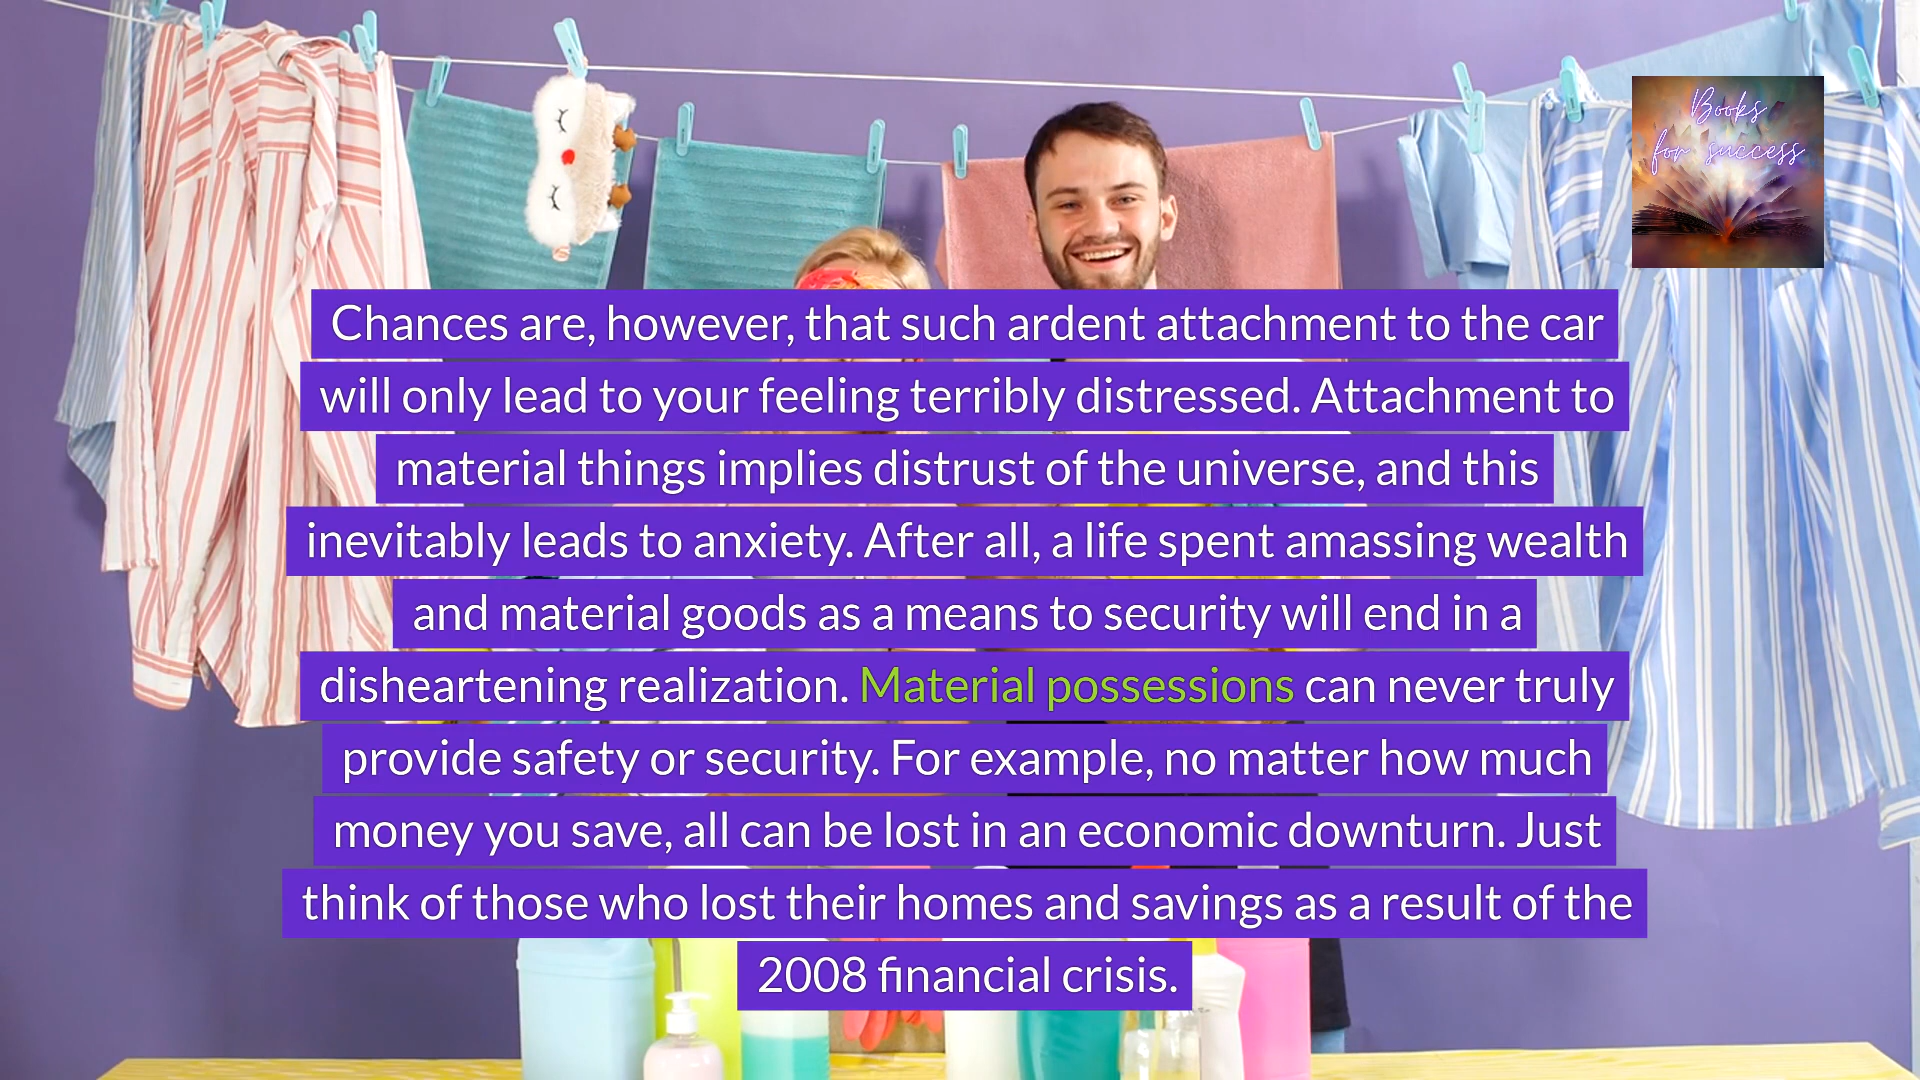 Books
for success
Chances are, however, that such ardent attachment to the car
will only lead to your feeling terribly distressed. Attachment to
material things implies distrust of the universe, and this
inevitably leads to anxiety. After all, a life spent amassing wealth
and material goods as a means to security will end in a
disheartening realization. Material possessions can never truly
provide safety or security. For example, no matter how much
money you save, all can be lost in an economic downturn. Just
think of those who lost their homes and savings as a result of the
2008 financial crisis.